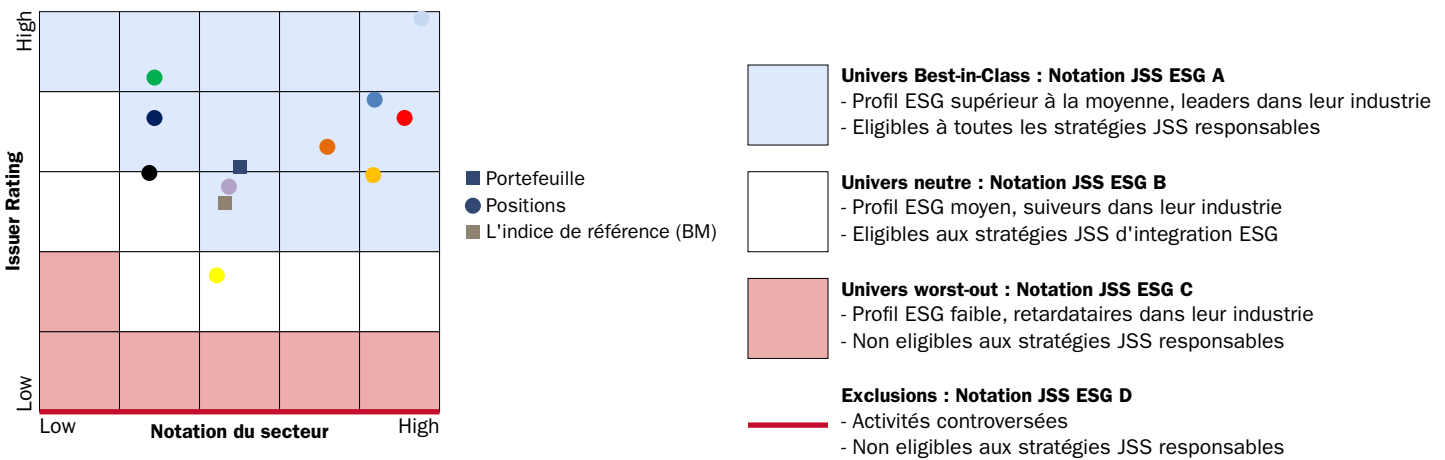 High
Issuer Rating
Low
Low
Notation du secteur
High
Portefeuille
Positions
L'indice de référence (BM)
Univers Best-in-Class : Notation JSS ESG A
- Profil ESG supérieur à la moyenne, leaders dans leur industrie
- Eligibles à toutes les stratégies JSS responsables
Univers neutre : Notation JSS ESG B
- Profil ESG moyen, suiveurs dans leur industrie
- Eligibles aux stratégies JSS d'integration ESG
Univers worst-out : Notation JSS ESG C
- Profil ESG faible, retardataires dans leur industrie
- Non eligibles aux stratégies JSS responsables
Exclusions : Notation JSS ESG D
- Activités controversées
- Non eligibles aux stratégies JSS responsables